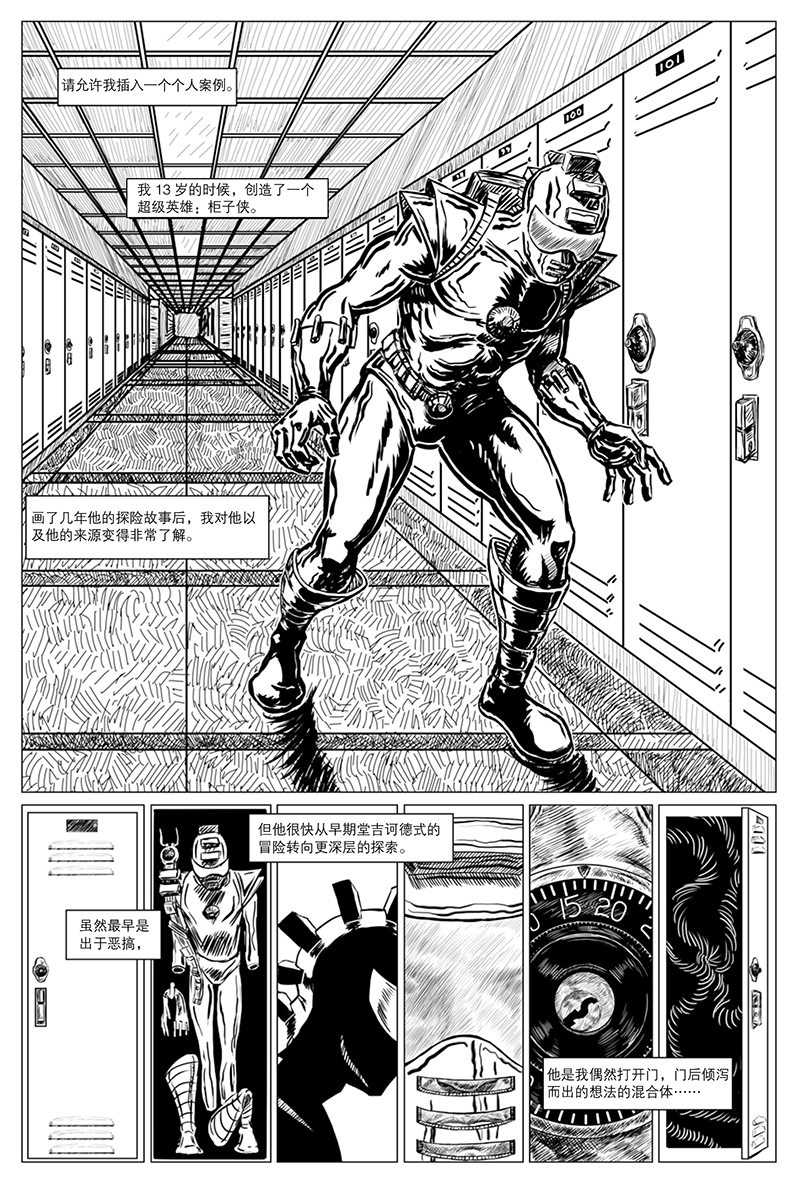 请允许我插入一个个人案例。
我 13 岁的时候，创造了一个
超级英雄：柜子侠。
99
100
101
画了几年他的探险故事后，我对他以
及他的来源变得非常了解。
虽然最早是
出于恶搞，
但他很快从早期堂吉诃德式的
冒险转向更深层的探索。
0 15 20
他是我偶然打开门，门后倾泻
而出的想法的混合体……